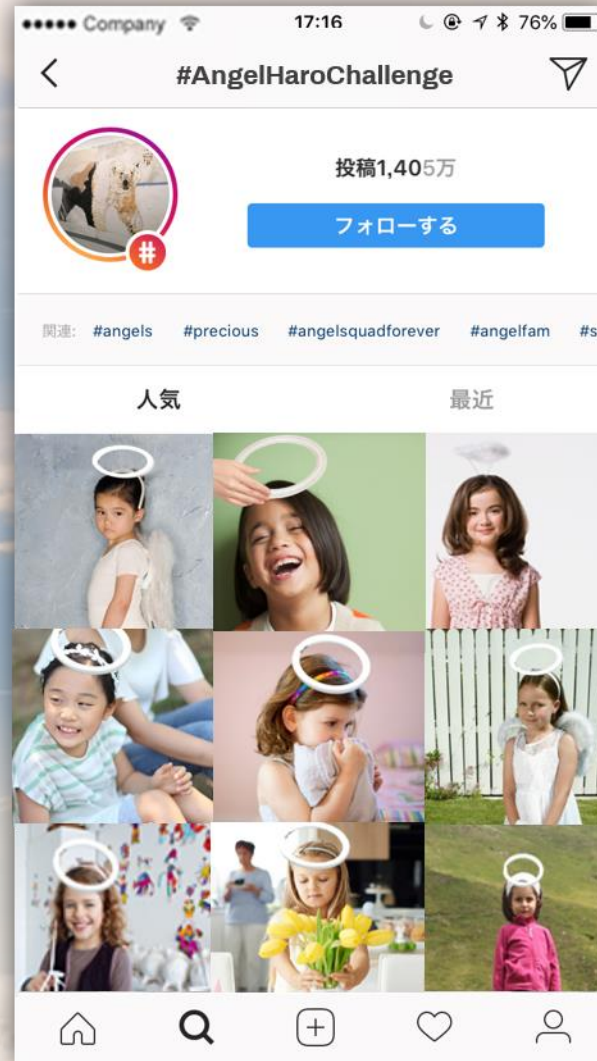 Company 17:16 76%
#AngelHaroChallenge
投稿1,405万
フォローする
関連: #angels #precious #angelsquadforever #angelfam #s
人気 最近